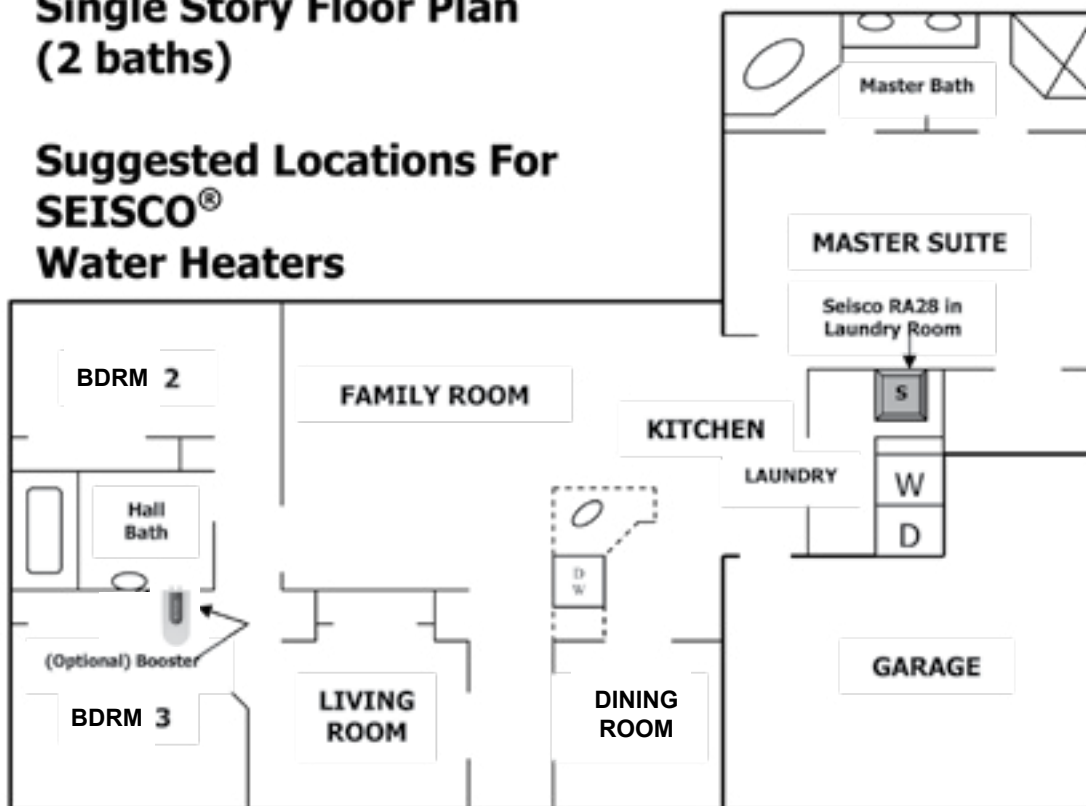 Single Story Floor Plan
(2 baths)
Suggested Locations For
SEISCO®
Water Heaters
Master Bath
MASTER SUITE
Seisco RA28 in
Laundry Room
S
BDRM 2
FAMILY ROOM
KITCHEN
LAUNDRY
W
D
Hall
Bath
D
W
(Optional) Booster
BDRM 3
LIVING
ROOM
DINING
ROOM
GARAGE